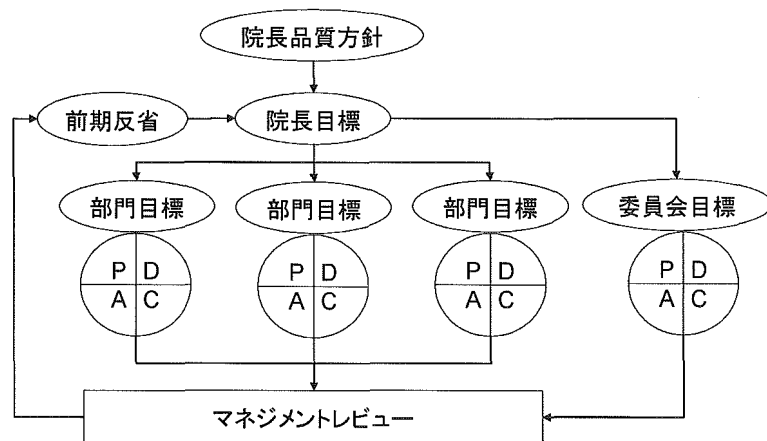 院長品質方針
前期反省
院長目標
部門目標
部門目標
部門目標
委員会目標
P D
A C
P D
A C
P D
A C
P D
A C
マネジメントレビュー